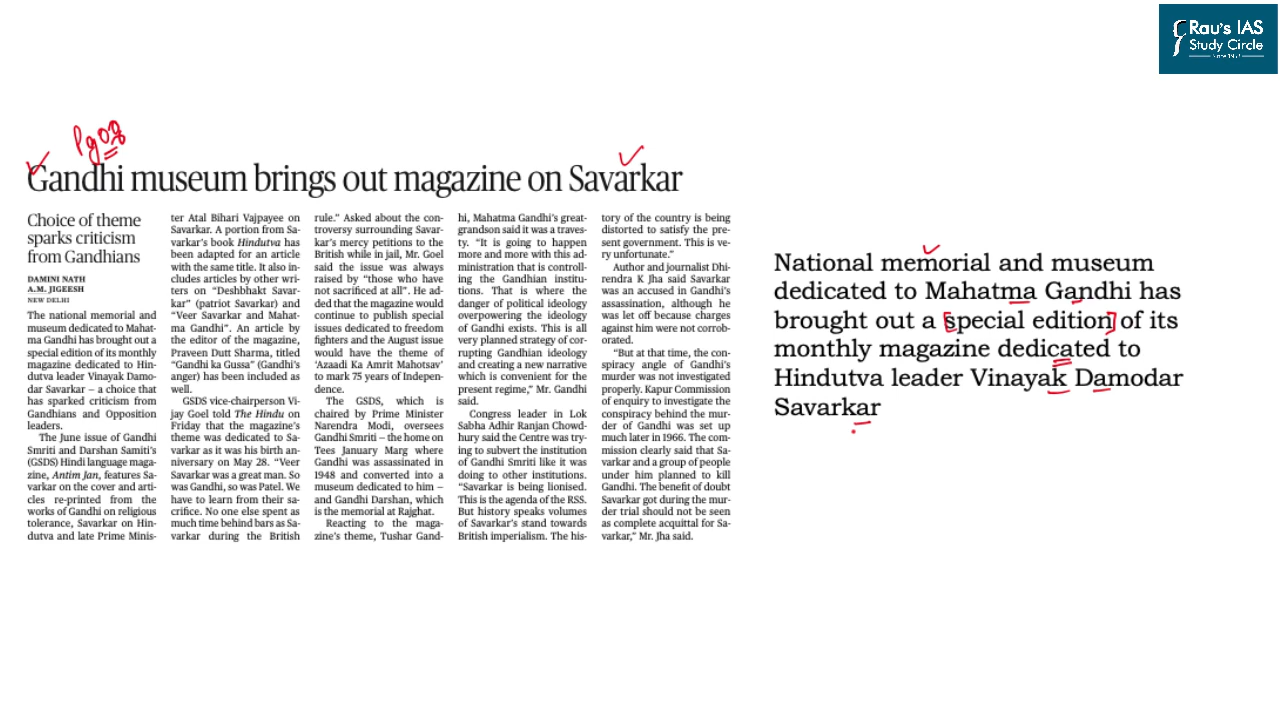 Rau's IAS
Study Circle
Pg 08
Gandhi museum brings out magazine on Savarkar
Choice of theme
sparks criticism
from Gandhians
DAMINI NATH
A.M. JIGEESH
NEW DELHI
The national memorial and
museum dedicated to Mahat-
ma Gandhi has brought out a
special edition of its monthly
magazine dedicated to Hin-
dutva leader Vinayak Damo-
dar Savarkar – a choice that
has sparked criticism from
Gandhians and Opposition
leaders.
The June issue of Gandhi
Smriti and Darshan Samiti's
(GSDS) Hindi language maga-
zine, Antim Jan, features Sa-
varkar on the cover and arti-
cles re-printed from the
works of Gandhi on religious
tolerance, Savarkar on Hin-
dutva and late Prime Minis-
ter Atal Bihari Vajpayee on
Savarkar. A portion from Sa-
varkar's book Hindutva has
been adapted for an article
with the same title. It also in-
cludes articles by other wri-
ters on “Deshbhakt Savar-
kar” (patriot Savarkar) and
“Veer Savarkar and Mahat-
ma Gandhi”. An article by
the editor of the magazine,
Praveen Dutt Sharma, titled
“Gandhi ka Gussa” (Gandhi's
anger) has been included as
well.
GSDS vice-chairperson Vi-
jay Goel told The Hindu on
Friday that the magazine's
theme was dedicated to Sa-
varkar as it was his birth an-
niversary on May 28. “Veer
Savarkar was a great man. So
was Gandhi, so was Patel. We
have to learn from their sa-
crifice. No one else spent as
much time behind bars as Sa-
varkar during the British
rule.” Asked about the con-
troversy surrounding Savar-
kar's mercy petitions to the
British while in jail, Mr. Goel
said the issue was always
raised by “those who have
not sacrificed at all”. He ad-
ded that the magazine would
continue to publish special
issues dedicated to freedom
fighters and the August issue
would have the theme of
‘Azaadi Ka Amrit Mahotsav’
to mark 75 years of Indepen-
dence.
The GSDS, which is
chaired by Prime Minister
Narendra Modi, oversees
Gandhi Smriti – the home on
Tees January Marg where
Gandhi was assassinated in
1948 and converted into a
museum dedicated to him –
and Gandhi Darshan, which
is the memorial at Rajghat.
Reacting to the maga-
zine's theme, Tushar Gand-
hi, Mahatma Gandhi's great-
grandson said it was a traves-
ty. “It is going to happen
more and more with this ad-
ministration that is controll-
ing the Gandhian institu-
tions. That is where the
danger of political ideology
overpowering the ideology
of Gandhi exists. This is all
very planned strategy of cor-
rupting Gandhian ideology
and creating a new narrative
which is convenient for the
present regime,” Mr. Gandhi
said.
Congress leader in Lok
Sabha Adhir Ranjan Chowd-
hury said the Centre was try-
ing to subvert the institution
of Gandhi Smriti like it was
doing to other institutions.
“Savarkar is being lionised.
This is the agenda of the RSS.
But history speaks volumes
of Savarkar's stand towards
British imperialism. The his-
tory of the country is being
distorted to satisfy the pre-
sent government. This is ve-
ry unfortunate.”
Author and journalist Dhi-
rendra K Jha said Savarkar
was an accused in Gandhi's
assassination, although he
was let off because charges
against him were not corrob-
orated.
“But at that time, the con-
spiracy angle of Gandhi's
murder was not investigated
properly. Kapur Commission
of enquiry to investigate the
conspiracy behind the mur-
der of Gandhi was set up
much later in 1966. The com-
mission clearly said that Sa-
varkar and a group of people
under him planned to kill
Gandhi. The benefit of doubt
Savarkar got during the mur-
der trial should not be seen
as complete acquittal for Sa-
varkar,” Mr. Jha said.
National memorial and museum
dedicated to Mahatma Gandhi has
brought out a special edition of its
monthly magazine dedicated to
Hindutva leader Vinayak Damodar
Savarkar